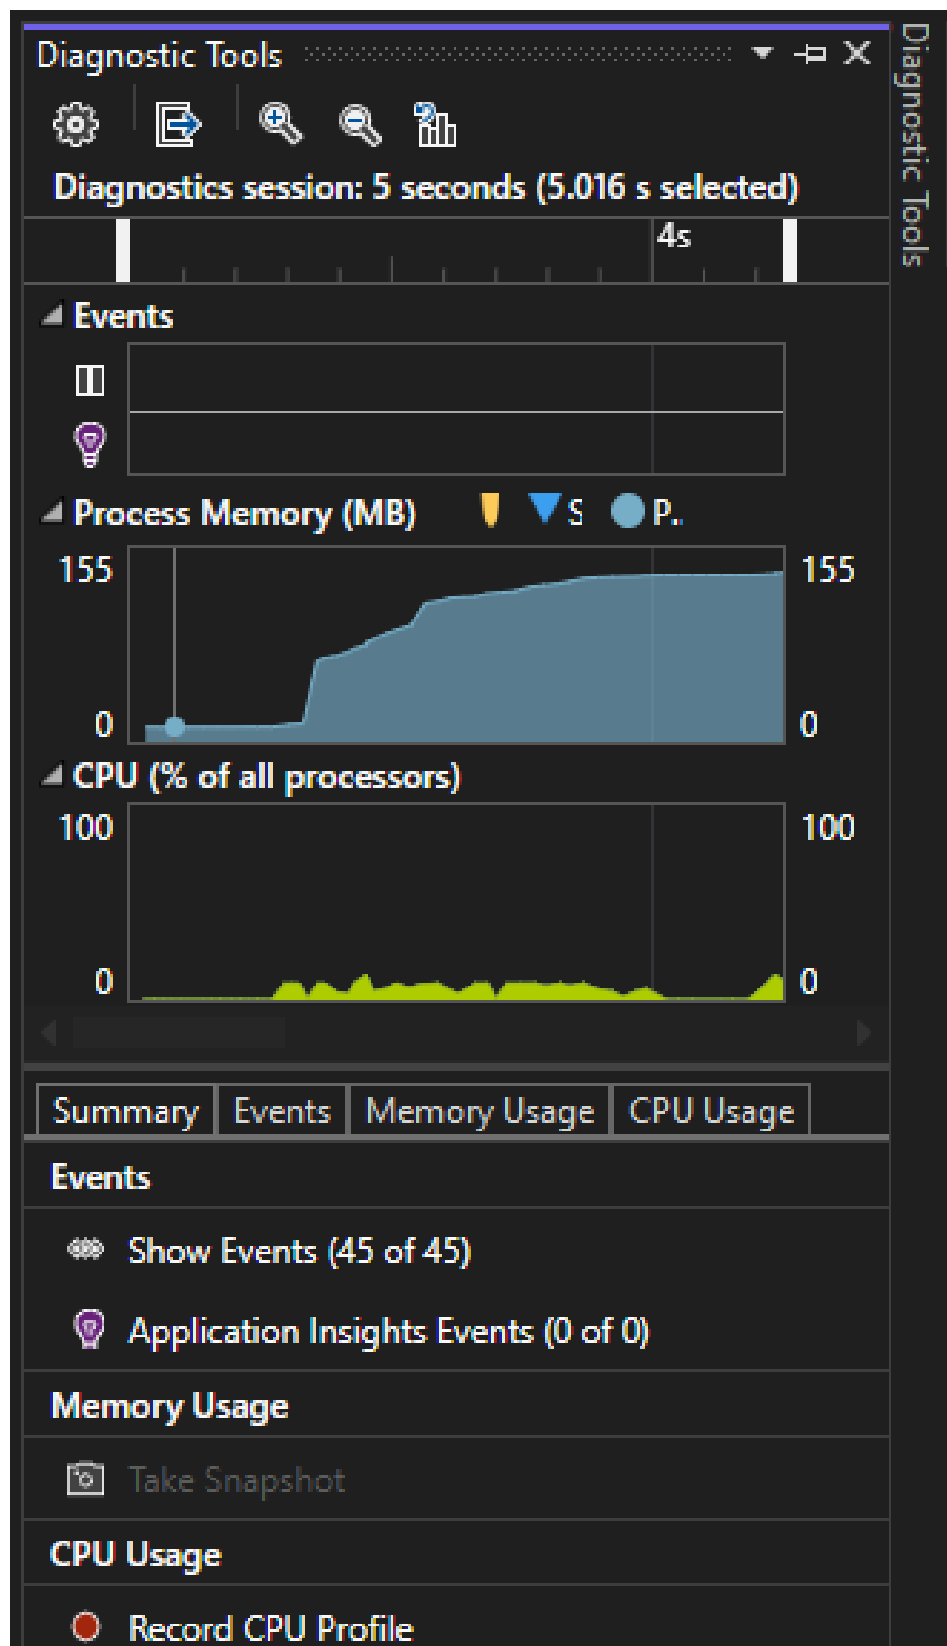 Diagnostic Tools
Diagnostic Tools
Diagnostics session: 5 seconds (5.016 s selected)
4s
Events
Process Memory (MB) S P..
155 155
0 0
CPU (% of all processors)
100 100
0 0
Summary Events Memory Usage CPU Usage
Events
Show Events (45 of 45)
Application Insights Events (0 of 0)
Memory Usage
Take Snapshot
CPU Usage
Record CPU Profile